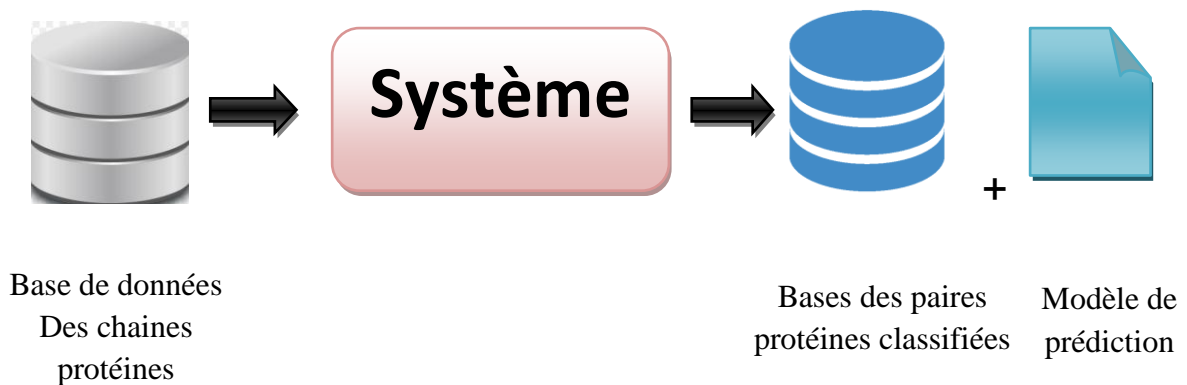 Système
+
Base de données
Des chaines
protéines
Bases des paires
protéines classifiées
Modèle de
prédiction